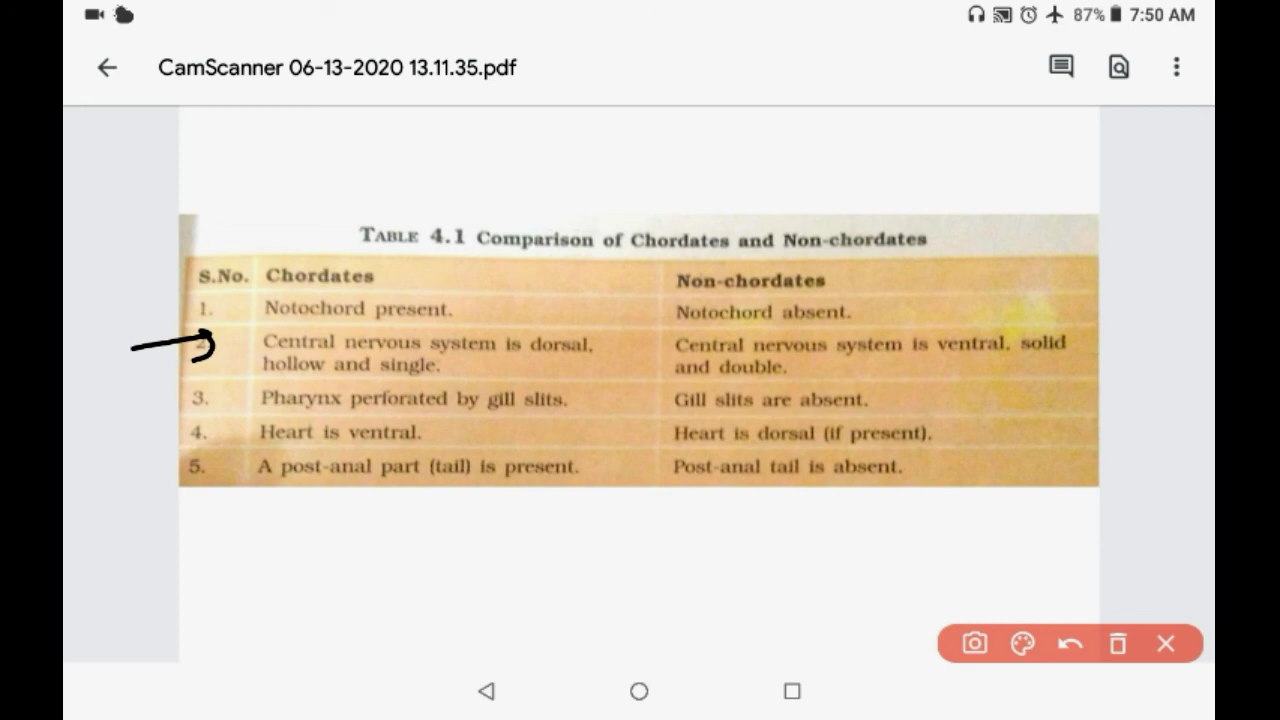 87% 7:50 AM
CamScanner 06-13-2020 13.11.35.pdf
TABLE 4.1 Comparison of Chordates and Non-chordates
S.No. Chordates Non-chordates
1. Notochord present. Notochord absent.
2. Central nervous system is dorsal, Central nervous system is ventral, solid
hollow and single. and double.
3. Pharynx perforated by gill slits. Gill slits are absent.
4. Heart is ventral. Heart is dorsal (if present).
5. A post-anal part (tail) is present. Post-anal tail is absent.